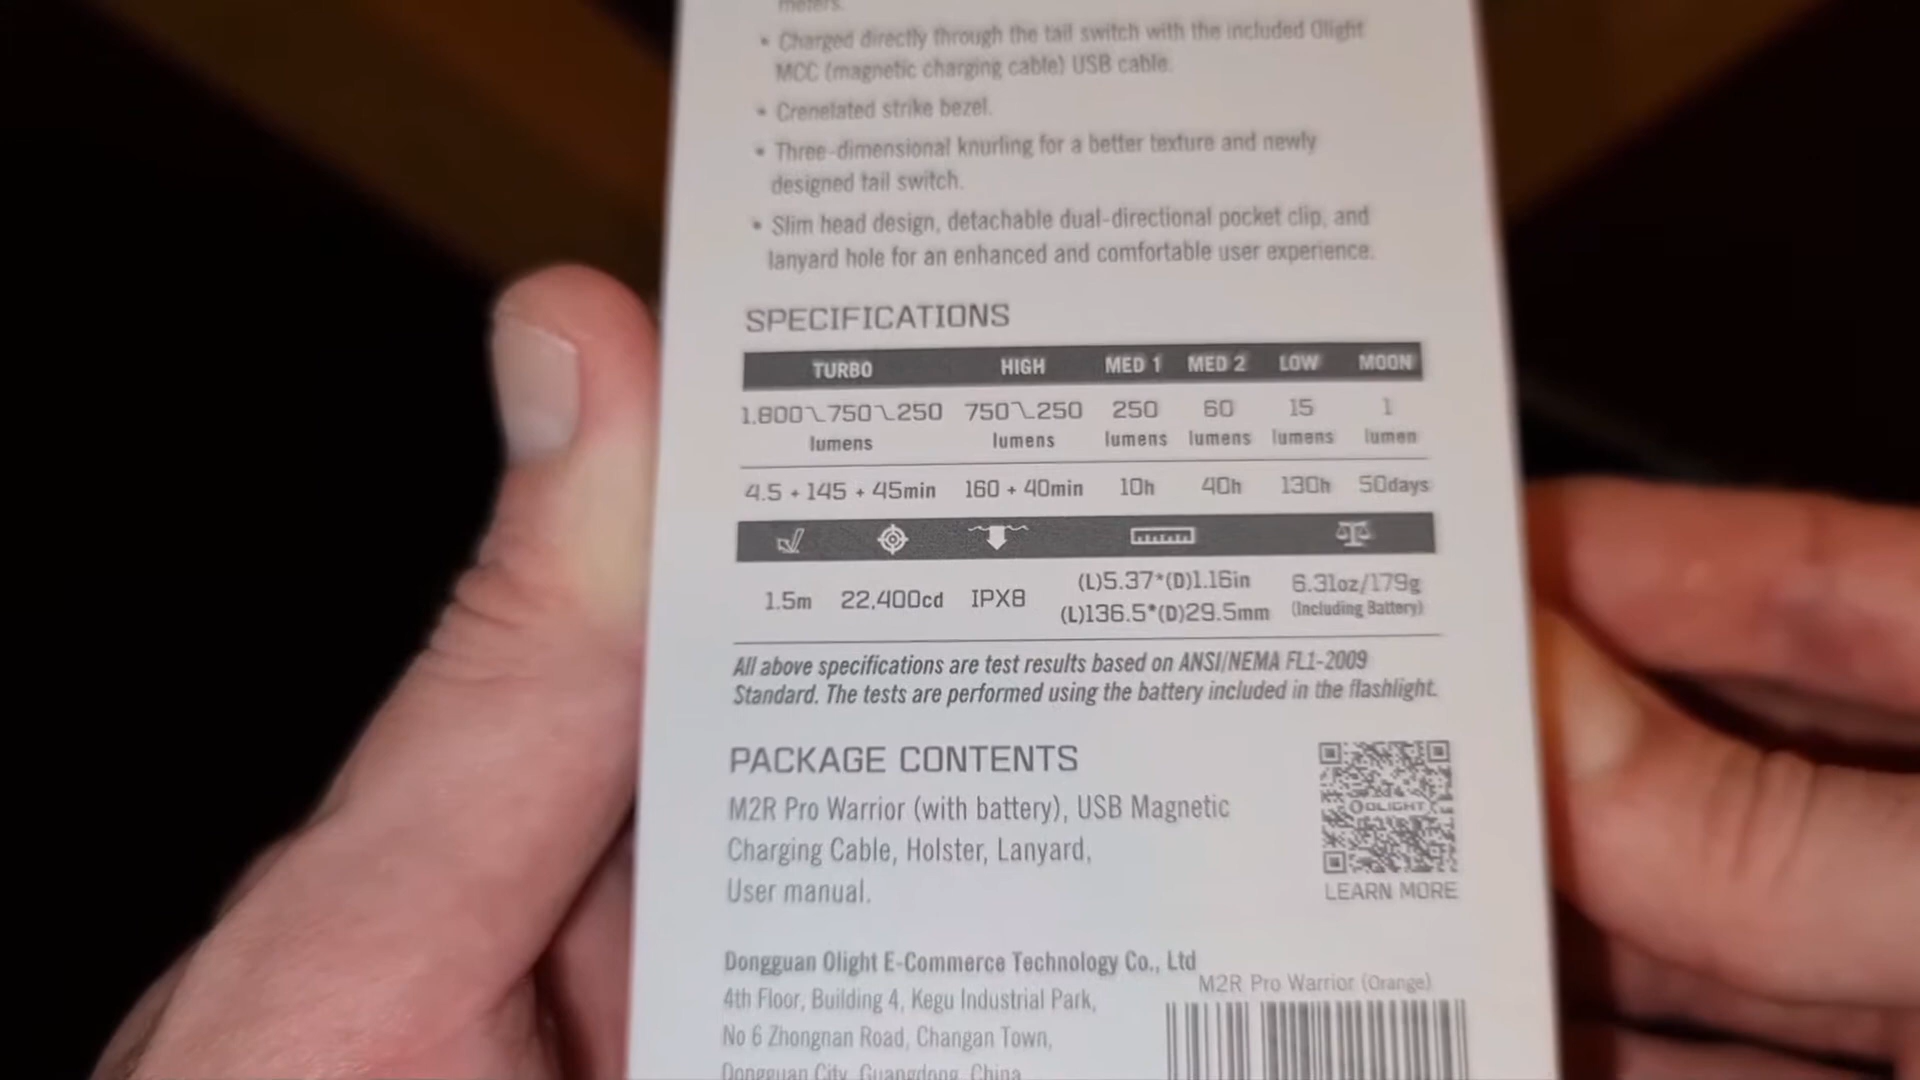 meters.
• Charged directly through the tail switch with the included Olight
MCC (magnetic charging cable) USB cable.
• Crenelated strike bezel.
• Three-dimensional knurling for a better texture and newly
designed tail switch.
• Slim head design, detachable dual-directional pocket clip, and
lanyard hole for an enhanced and comfortable user experience.
SPECIFICATIONS
TURBO HIGH MED 1 MED 2 LOW MOON
1,800~750~250 750~250 250 60 15 1
lumens lumens lumens lumens lumens lumen
4.5 + 145 + 45min 160 + 40min 10h 40h 130h 50days
1.5m 22,400cd IPX8 (L)5.37*(D)1.16in 6.31oz/179g
(L)136.5*(D)29.5mm (Including Battery)
All above specifications are test results based on ANSI/NEMA FL1-2009
Standard. The tests are performed using the battery included in the flashlight.
PACKAGE CONTENTS
M2R Pro Warrior (with battery), USB Magnetic
Charging Cable, Holster, Lanyard,
User manual.
OLIGHT
LEARN MORE
Dongguan Olight E-Commerce Technology Co., Ltd
M2R Pro Warrior (Orange)
4th Floor, Building 4, Kegu Industrial Park,
No 6 Zhongnan Road, Changan Town,
Dongguan City, Guangdong, China